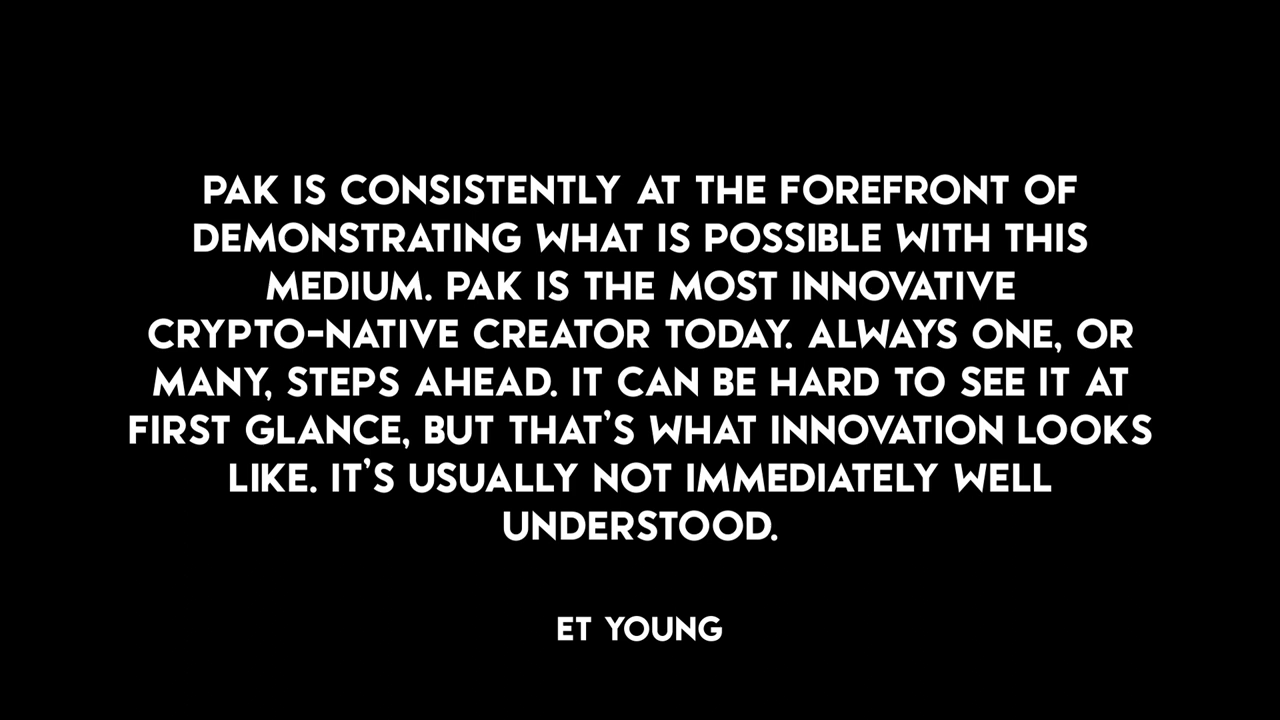 PAK IS CONSISTENTLY AT THE FOREFRONT OF
DEMONSTRATING WHAT IS POSSIBLE WITH THIS
MEDIUM. PAK IS THE MOST INNOVATIVE
CRYPTO-NATIVE CREATOR TODAY. ALWAYS ONE, OR
MANY, STEPS AHEAD. IT CAN BE HARD TO SEE IT AT
FIRST GLANCE, BUT THAT'S WHAT INNOVATION LOOKS
LIKE. IT'S USUALLY NOT IMMEDIATELY WELL
UNDERSTOOD.
ET YOUNG